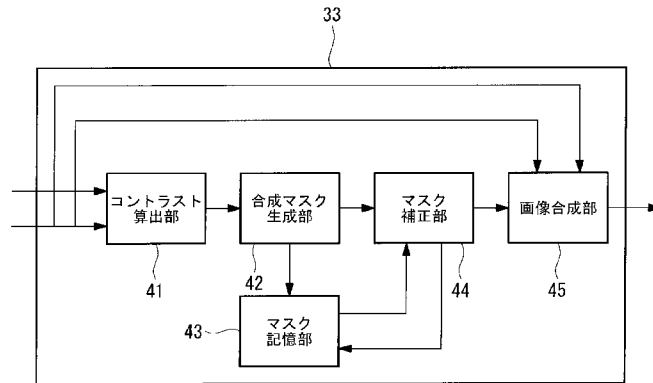 33
コントラスト
算出部
41
合成マスク
生成部
42
マスク
補正部
44
画像合成部
45
43
マスク
記憶部